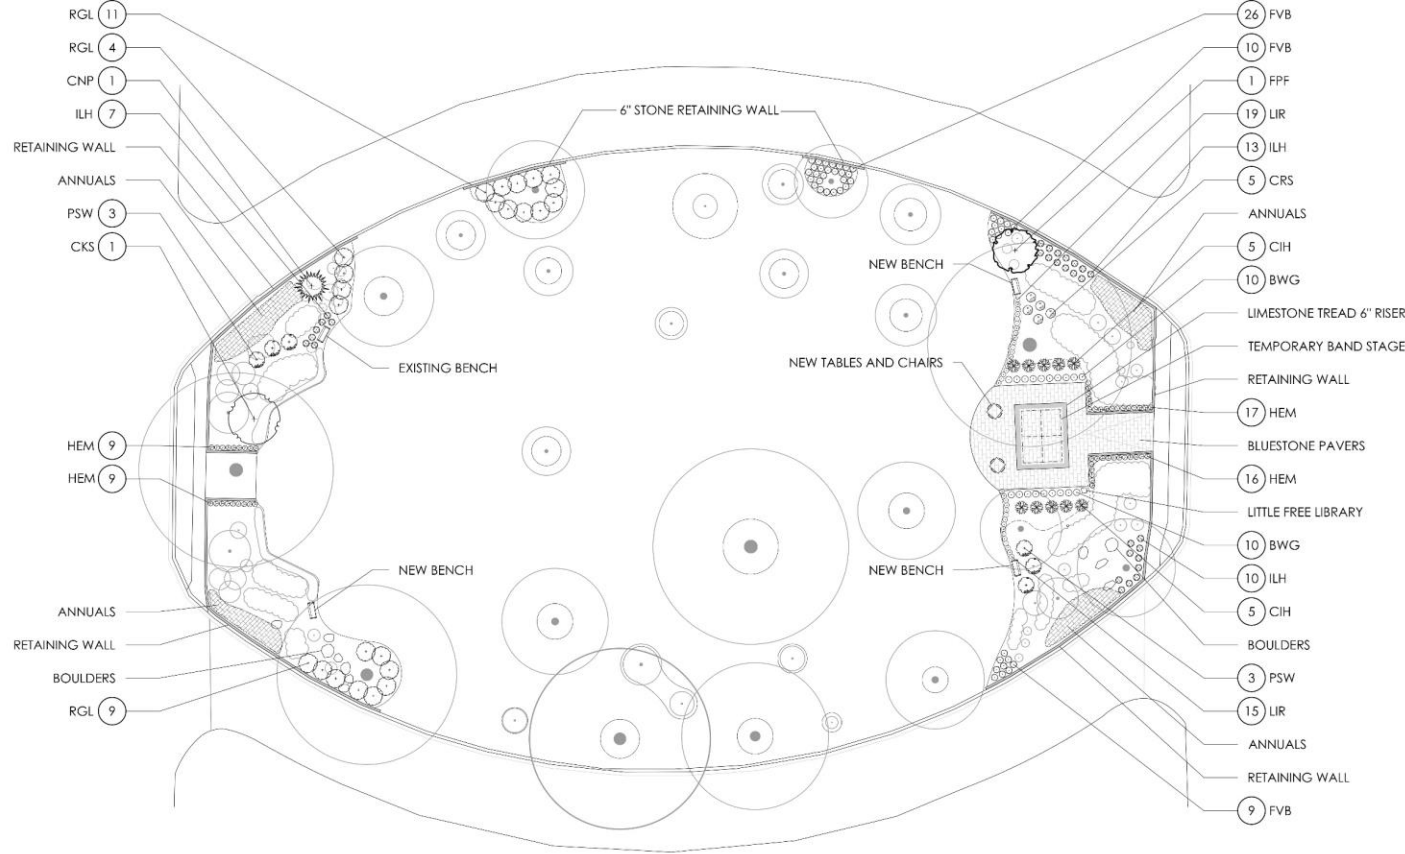 RGL 11
RGL 4
CNP 1
ILH 7
RETAINING WALL
ANNUALS
PSW 3
CKS 1
HEM 9
HEM 9
ANNUALS
RETAINING WALL
BOULDERS
RGL 9
6" STONE RETAINING WALL
EXISTING BENCH
NEW BENCH
NEW BENCH
NEW TABLES AND CHAIRS
NEW BENCH
26 FVB
10 FVB
1 FPF
19 LIR
13 ILH
5 CRS
ANNUALS
5 CIH
10 BWG
LIMESTONE TREAD 6" RISER
TEMPORARY BAND STAGE
RETAINING WALL
17 HEM
BLUESTONE PAVERS
16 HEM
LITTLE FREE LIBRARY
10 BWG
10 ILH
5 CIH
BOULDERS
3 PSW
15 LIR
ANNUALS
RETAINING WALL
9 FVB